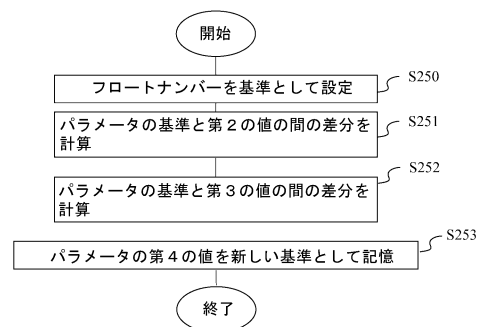 開始
フロートナンバーを基準として設定
S250
パラメータの基準と第２の値の間の差分を
計算
S251
パラメータの基準と第３の値の間の差分を
計算
S252
パラメータの第４の値を新しい基準として記憶
S253
終了